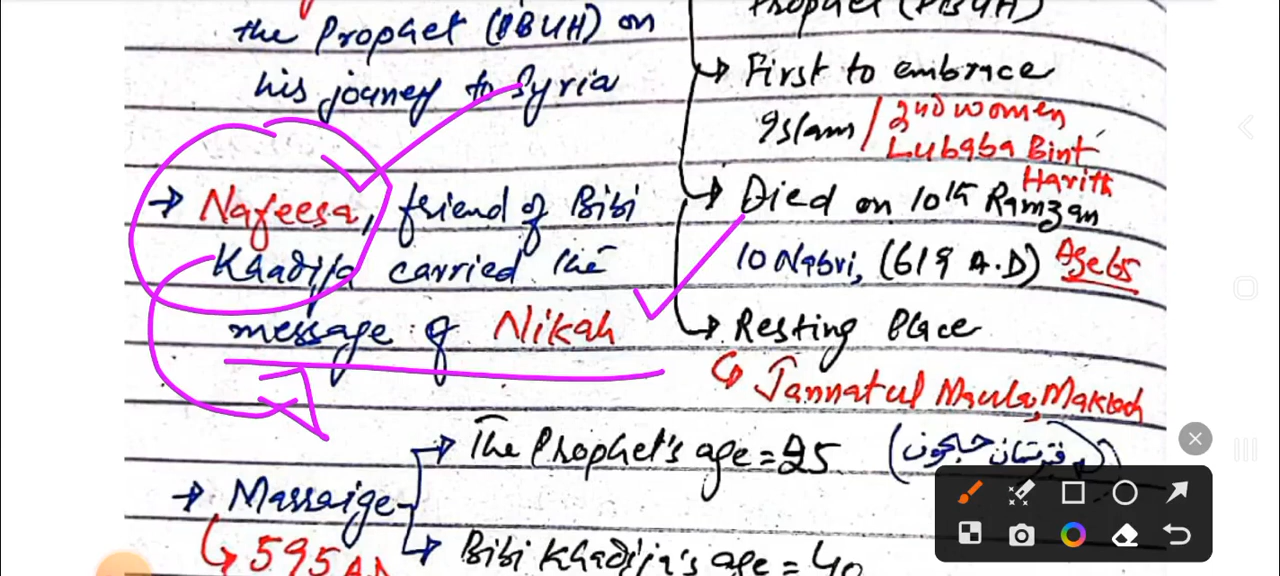 the Prophet (PBUH) on
his journey to Syria
→ Nafeesa, friend of Bibi
Khadija carried the
message of Nikah
→ Marraige
↳ 595 A.D
→ The Prophet's age = 25
→ Bibi Khadija's age = 40
Prophet (PBUH)
→ First to embrace
Islam / 2nd women
Lubaba Bint
Harith
→ Died on 10th Ramzan
10 Nabvi, (619 A.D) Age 65
→ Resting Place
↳ Jannatul Maula, Makkah
(قبرستان حجون)